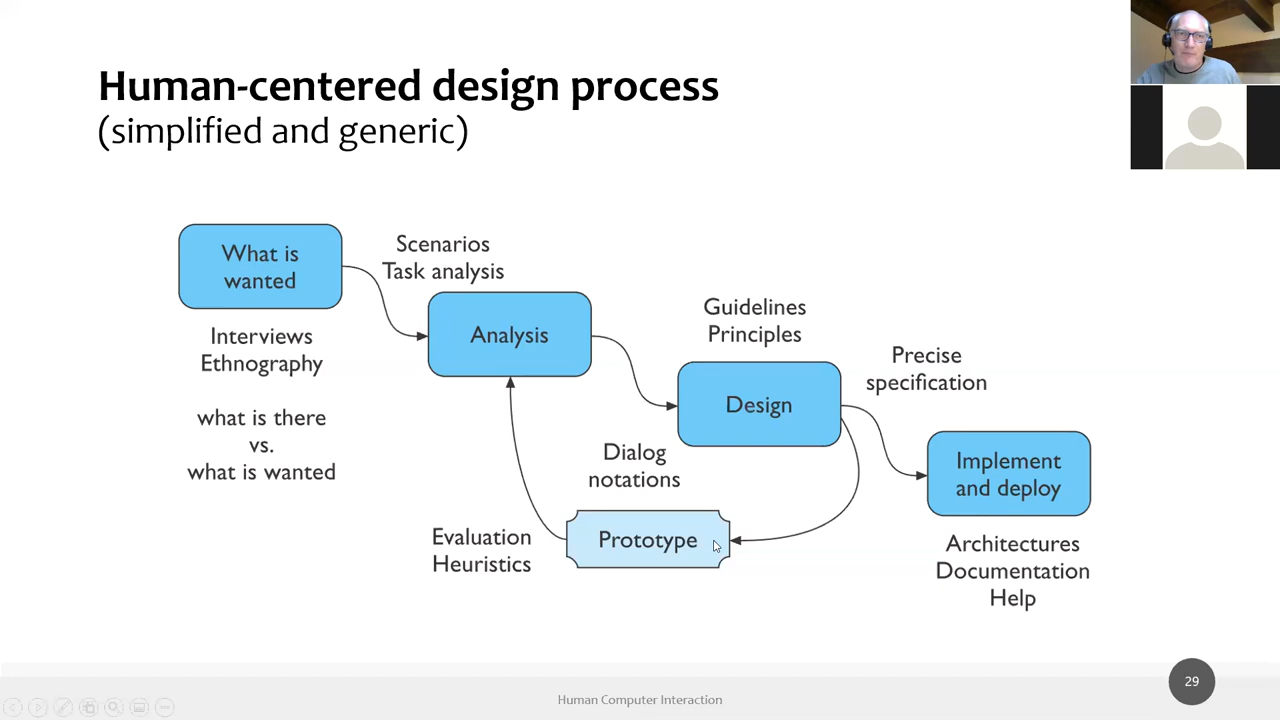 Human-centered design process
(simplified and generic)
What is
wanted
Scenarios
Task analysis
Interviews
Ethnography
what is there
vs.
what is wanted
Analysis
Guidelines
Principles
Design
Precise
specification
Dialog
notations
Implement
and deploy
Evaluation
Heuristics
Prototype
Architectures
Documentation
Help
Human Computer Interaction
29